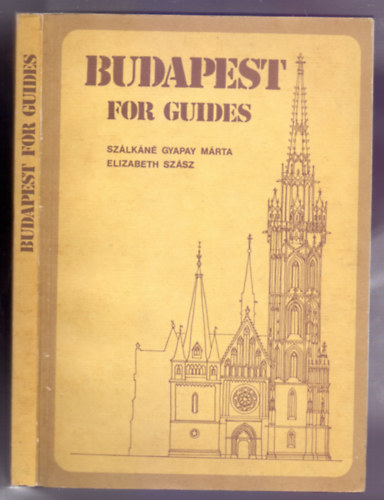 BUDAPEST FOR GUIDES
BUDAPEST
FOR GUIDES
SZÁLKÁNÉ GYAPAY MÁRTA
ELIZABETH SZÁSZ